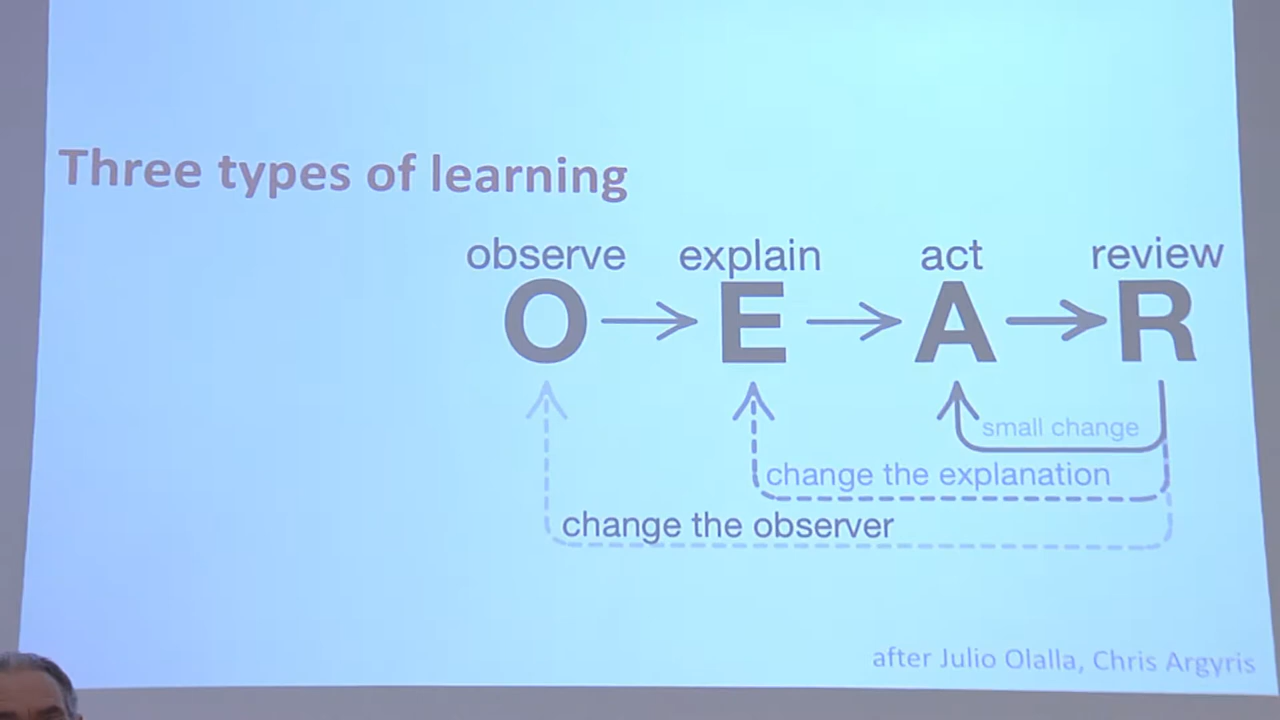 Three types of learning
observe explain act review
O E A R
small change
change the explanation
change the observer
after Julio Olalla, Chris Argyris